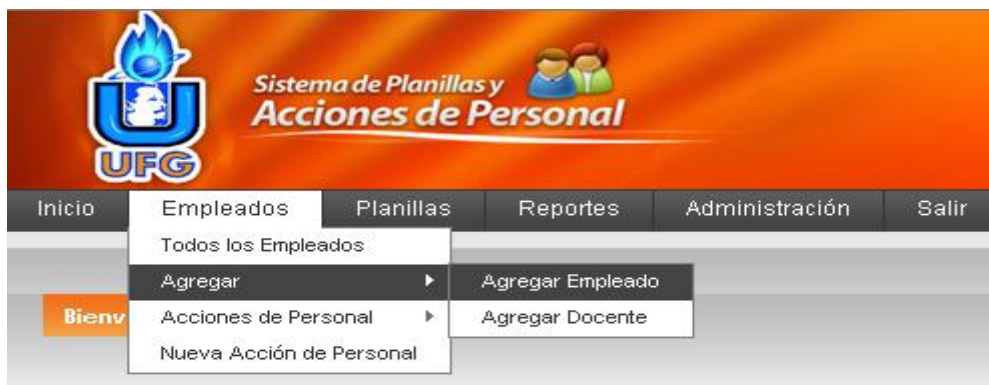 Sistema de Planillas y
Acciones de Personal
UFG
Inicio Empleados Planillas Reportes Administración Salir
Todos los Empleados
Agregar Agregar Empleado
Bienv Acciones de Personal Agregar Docente
Nueva Acción de Personal